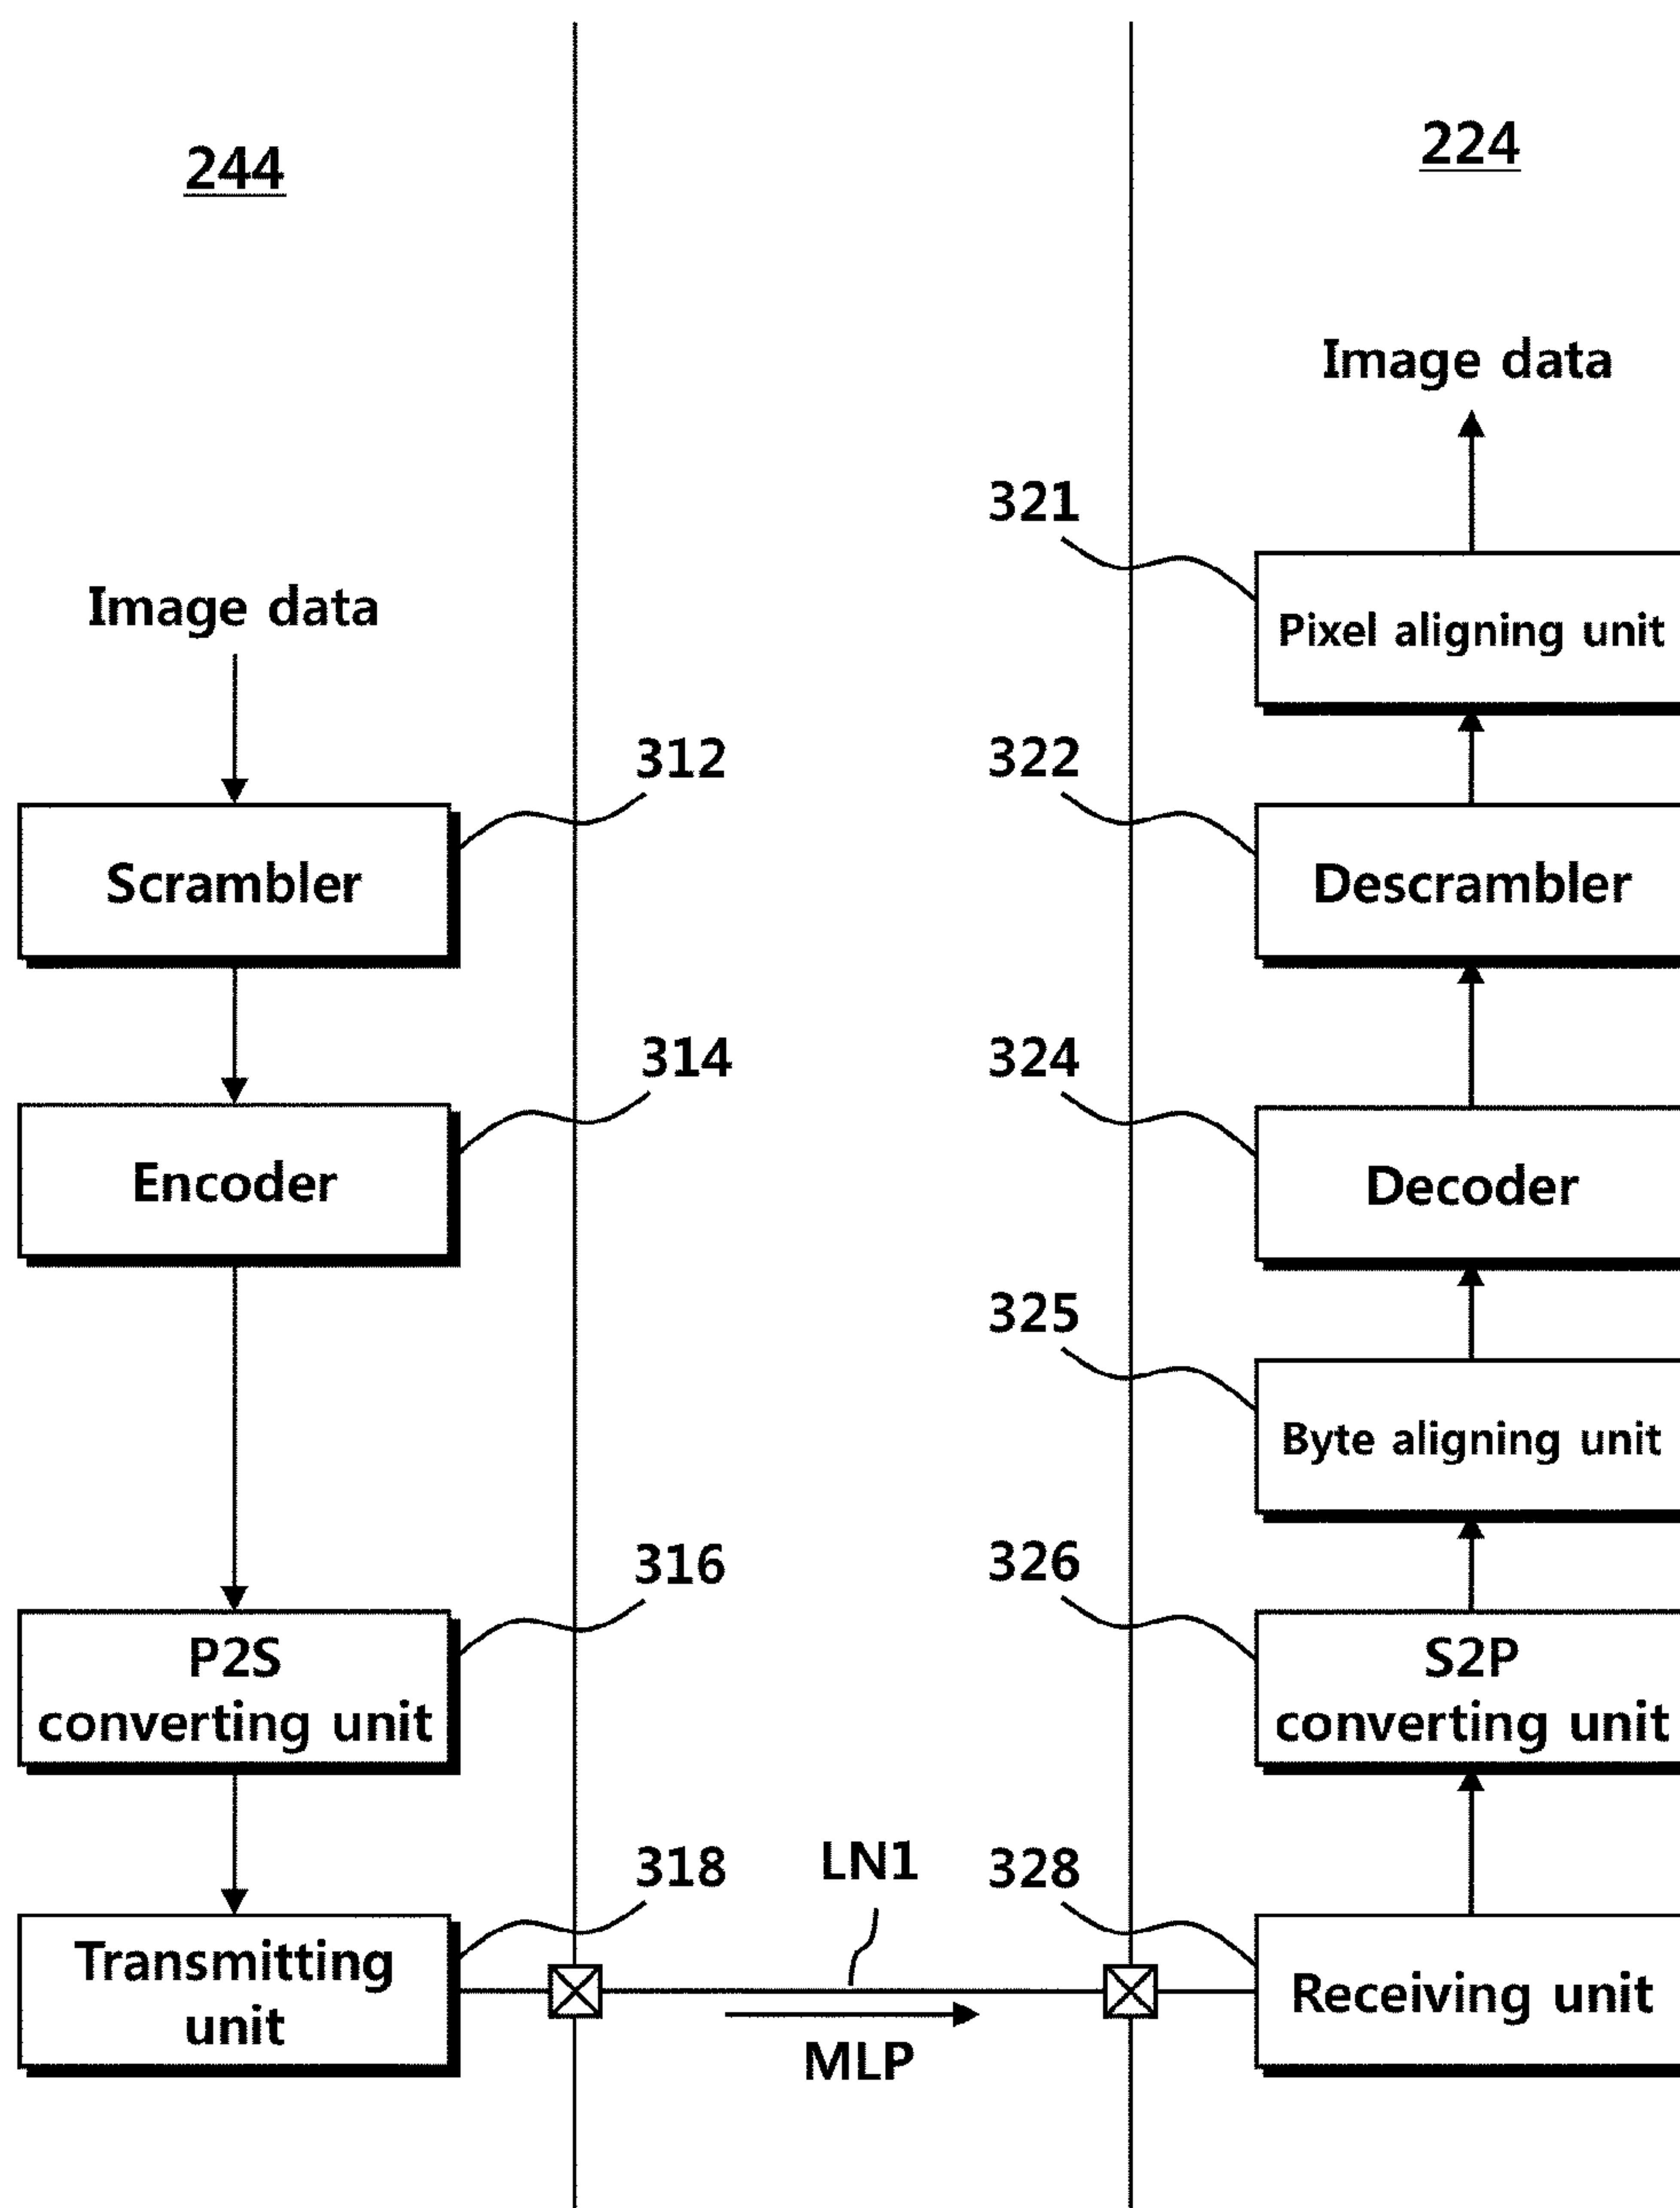 244
224
Image data
321
Pixel aligning unit
Image data
312
322
Scrambler
Descrambler
314
324
Encoder
Decoder
325
Byte aligning unit
316
326
P2S
converting unit
S2P
converting unit
318
LN1
328
Transmitting
unit
Receiving unit
MLP